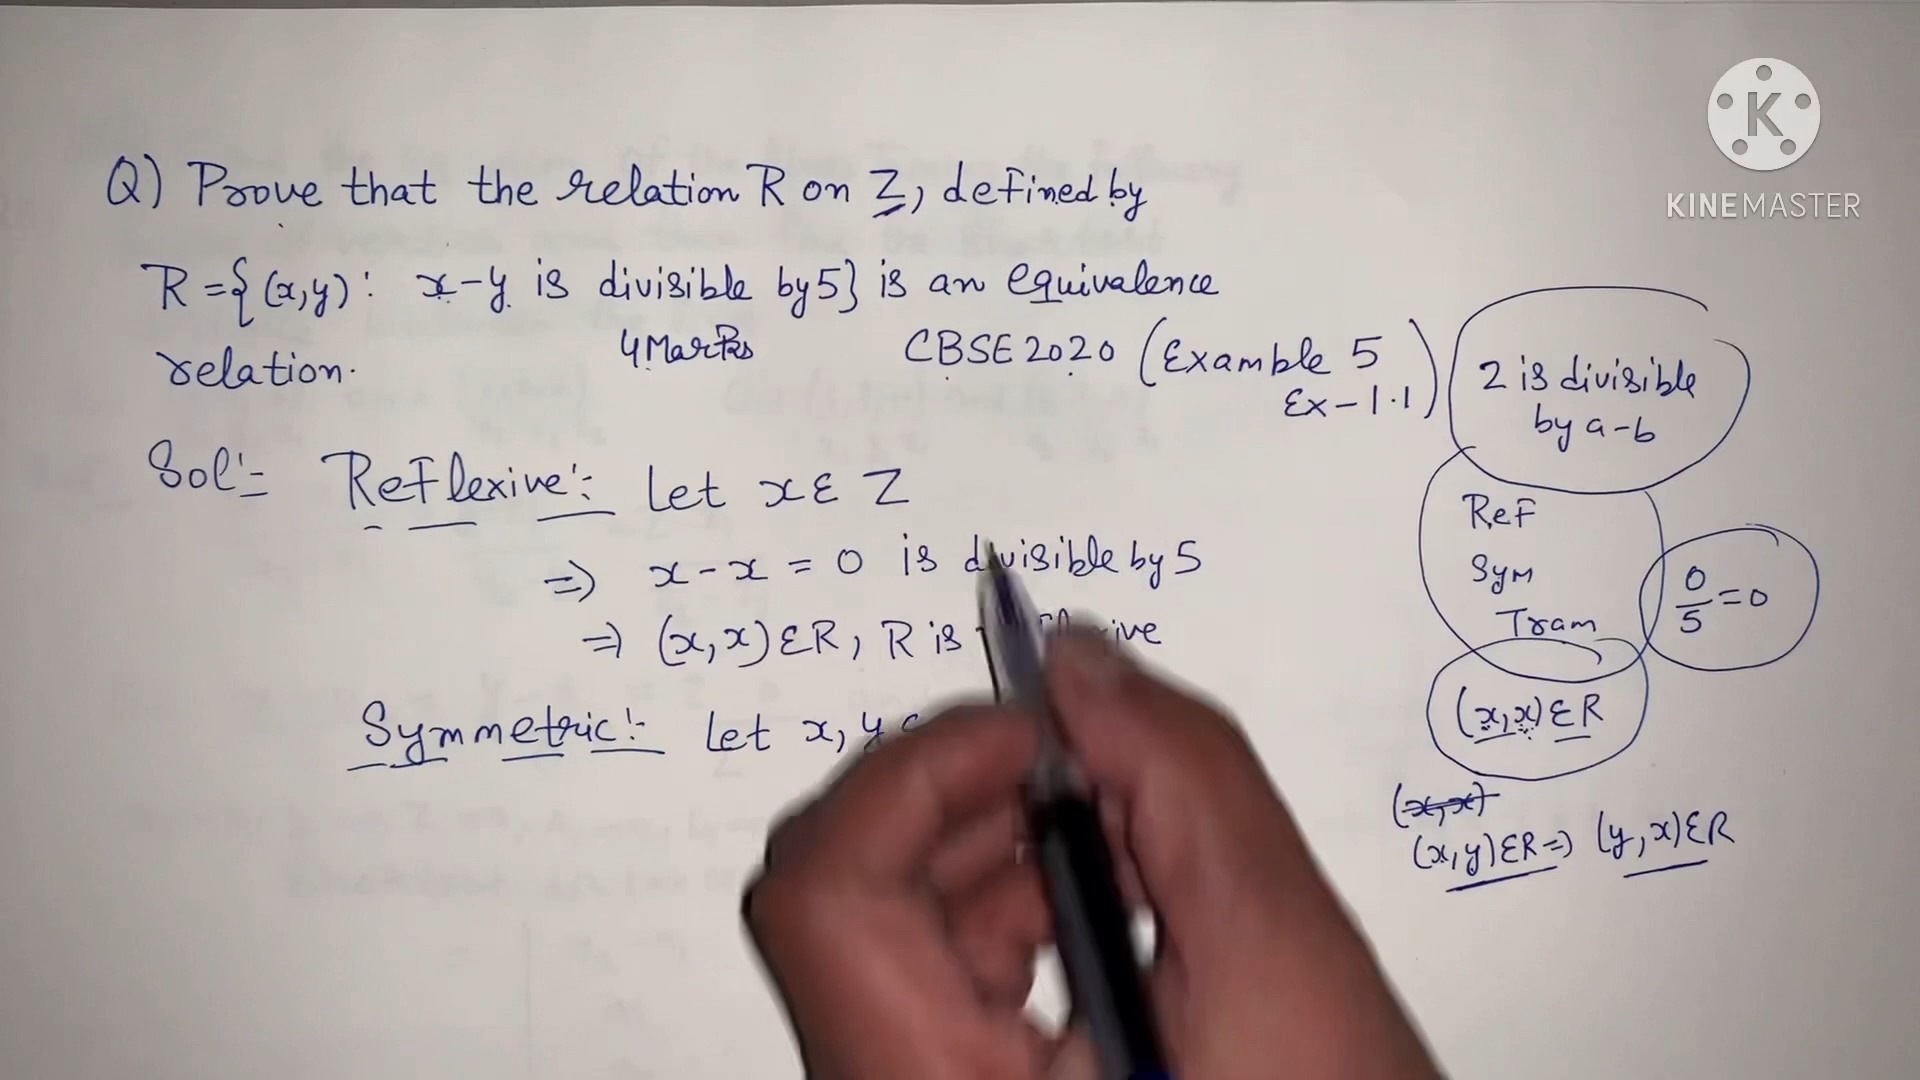 Q) Prove that the relation R on Z, defined by
R = {(x,y) : x-y is divisible by 5} is an equivalence
relation.
4 Marks CBSE 2020 (Examble 5
Ex-1.1)
Sol:- Reflexive:- Let x ε Z
=> x - x = 0 is divisible by 5
=> (x, x) ε R, R is
Symmetric:- Let x, y
2 is divisible
by a-b
Ref
Sym
Tram
0/5 = 0
(x, x) ε R
(x, x)
(x, y) ε R => (y, x) ε R
K
KINEMASTER